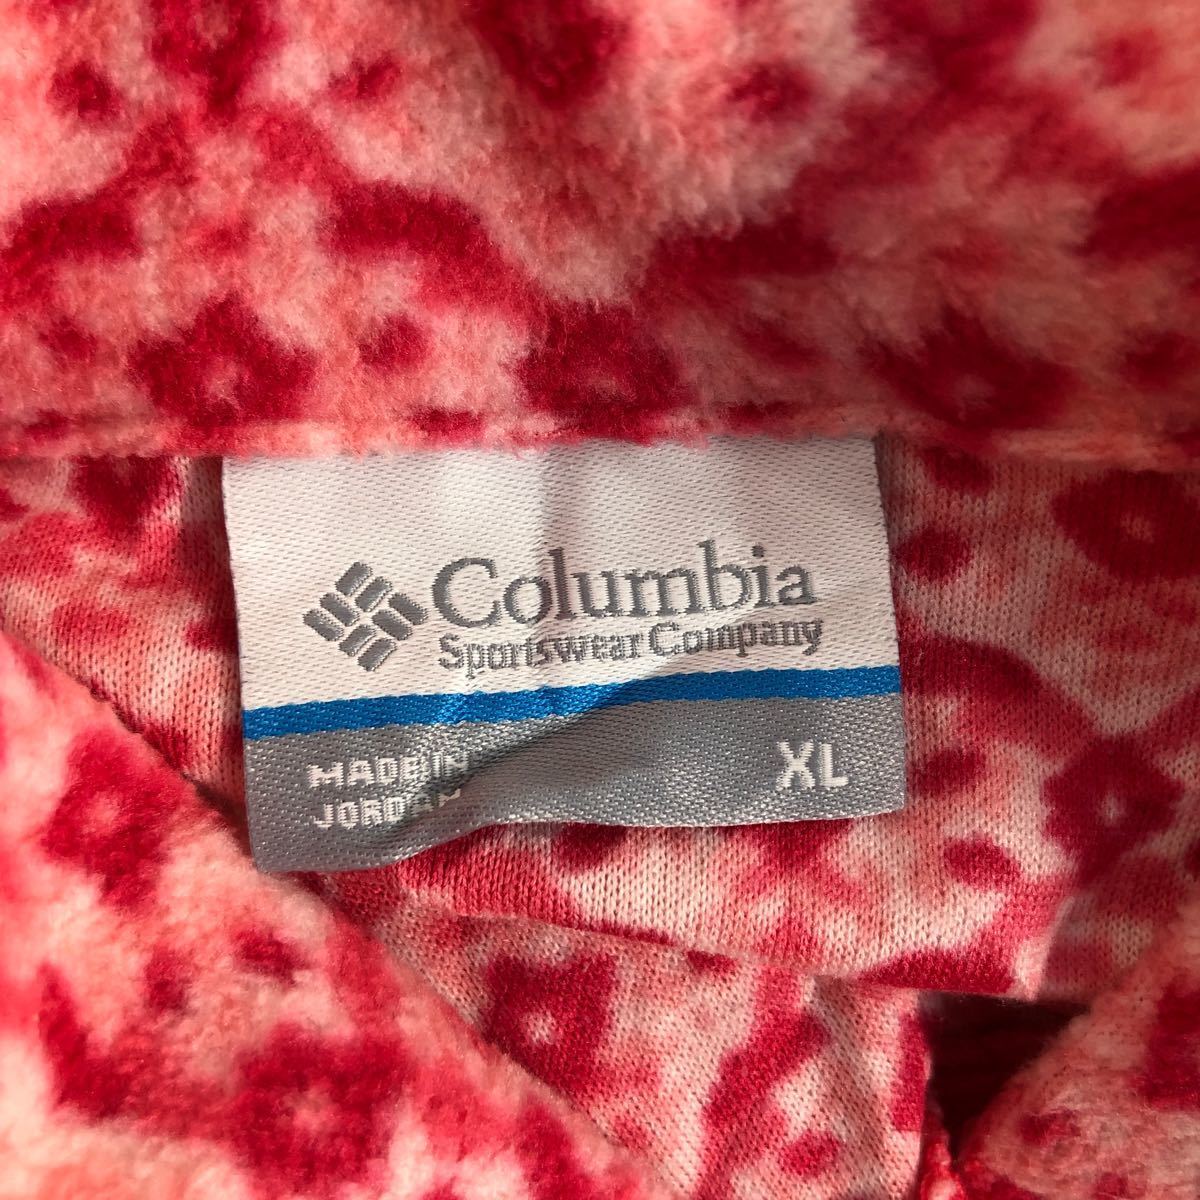 Columbia
Sportswear Company
MADE IN
JORDAN
XL